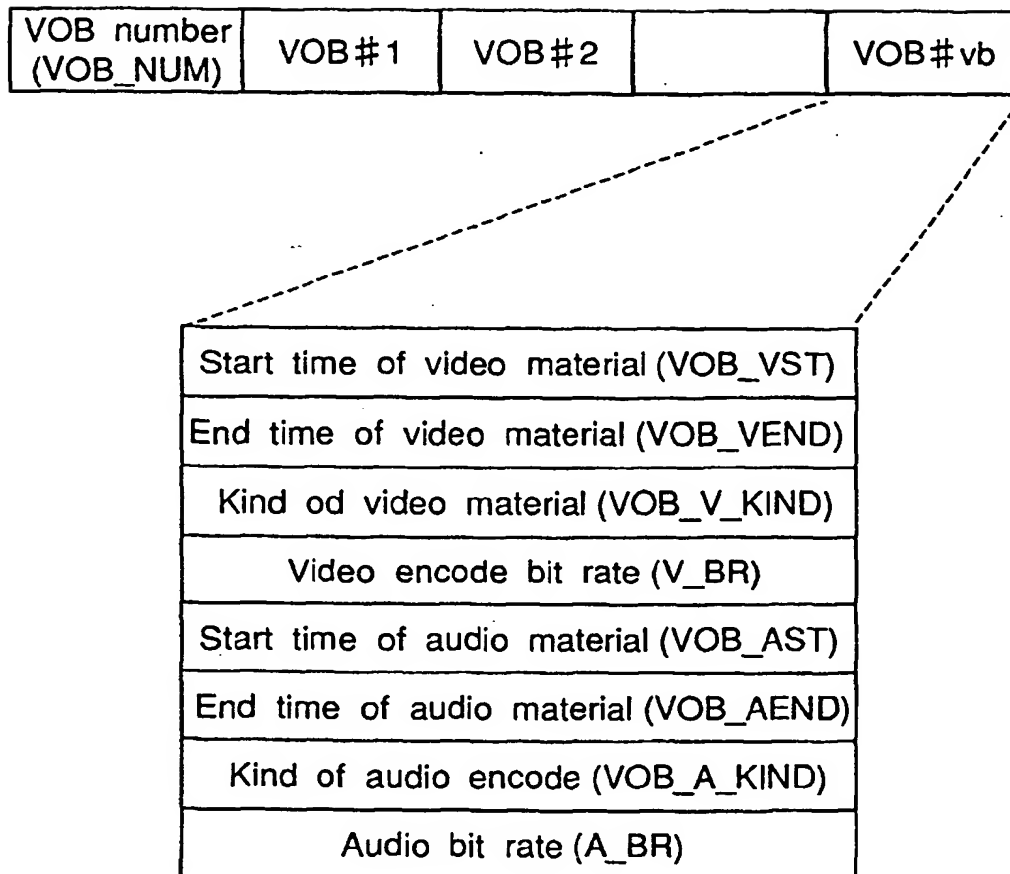 VOB number
(VOB_NUM)
VOB#1
VOB#2
VOB#vb
Start time of video material (VOB_VST)
End time of video material (VOB_VEND)
Kind od video material (VOB_V_KIND)
Video encode bit rate (V_BR)
Start time of audio material (VOB_AST)
End time of audio material (VOB_AEND)
Kind of audio encode (VOB_A_KIND)
Audio bit rate (A_BR)